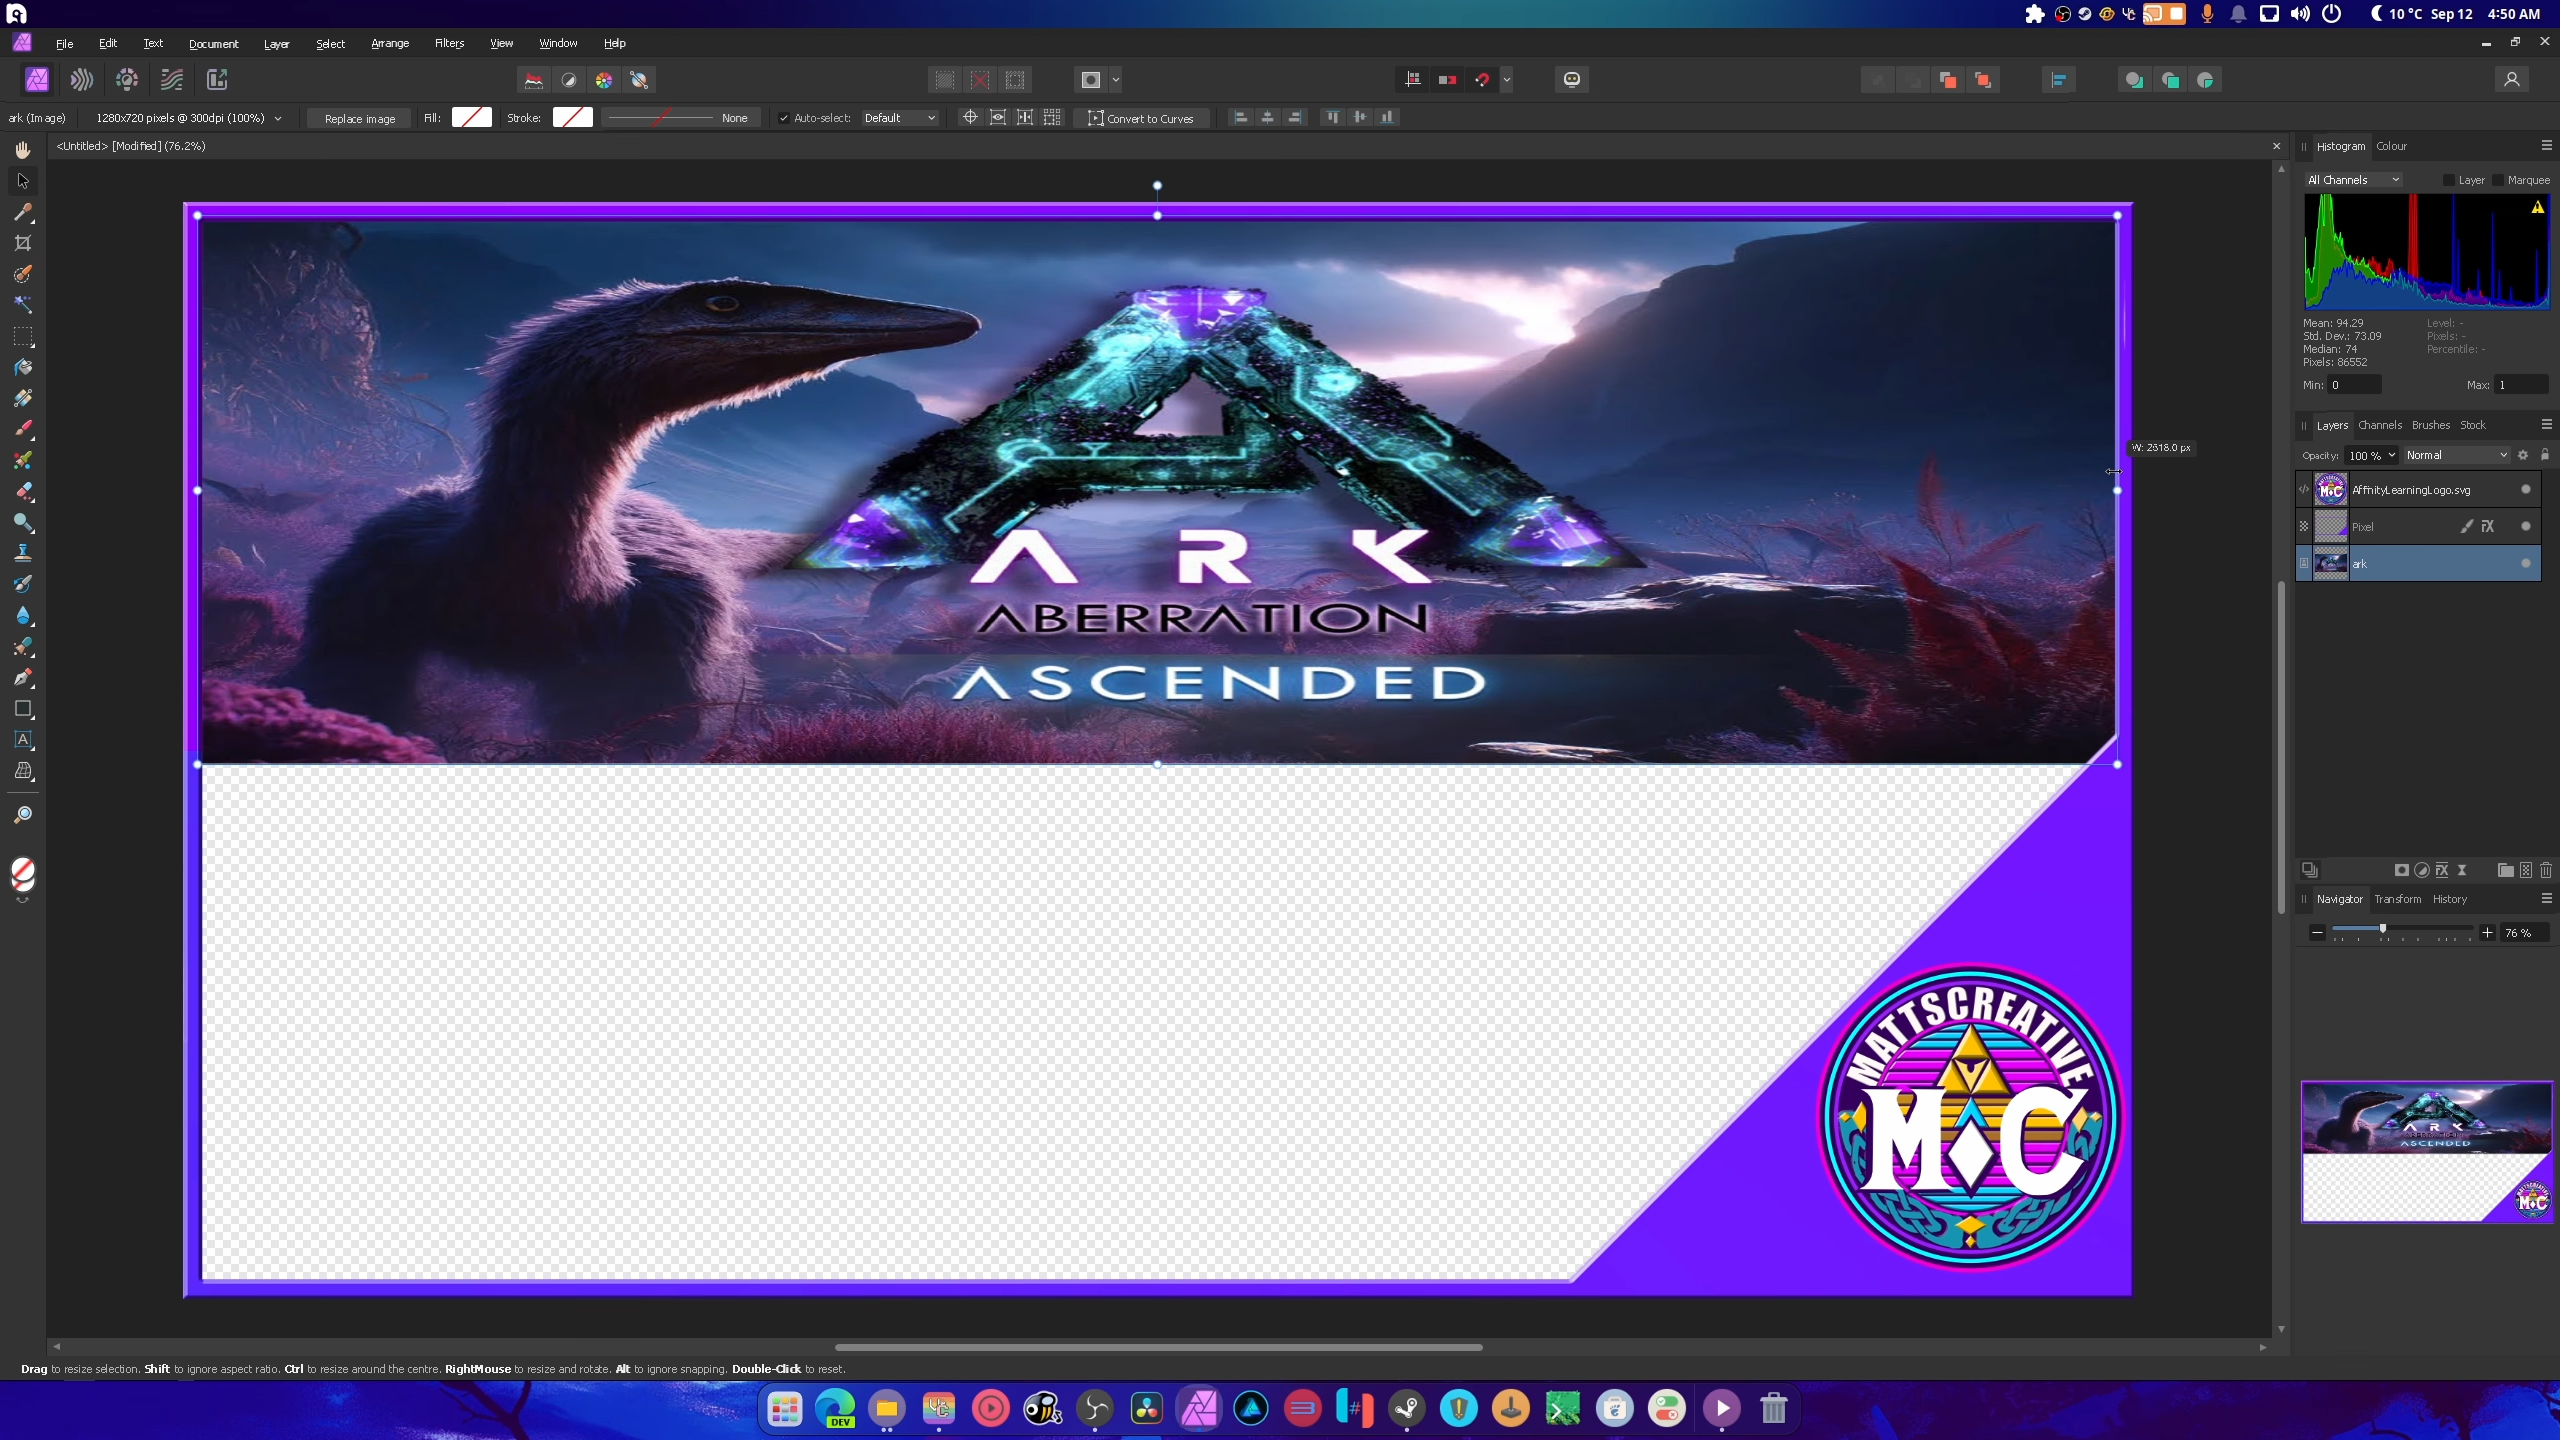 10 °C Sep 12 4:50 AM
File Edit Text Document Layer Select Arrange Filters View Window Help
ark (Image) 1280x720 pixels @ 300dpi (100%) Replace image Fill: Stroke: None Auto-select: Default Convert to Curves
<Untitled> [Modified] (76.2%)
Histogram Colour
All Channels Layer Marquee
Mean: 94.29 Level: -
Std. Dev.: 73.09 Pixels: -
Median: 74 Percentile: -
Pixels: 86552
Min: 0 Max: 1
Layers Channels Brushes Stock
Opacity: 100 % Normal
AffinityLearningLogo.svg
Pixel
ark
W: 2518.0 px
ARK
ABERRATION
ASCENDED
Navigator Transform History
76 %
MATTSCREATIVE
MC
Drag to resize selection. Shift to ignore aspect ratio. Ctrl to resize around the centre. RightMouse to resize and rotate. Alt to ignore snapping. Double-Click to reset.
DEV